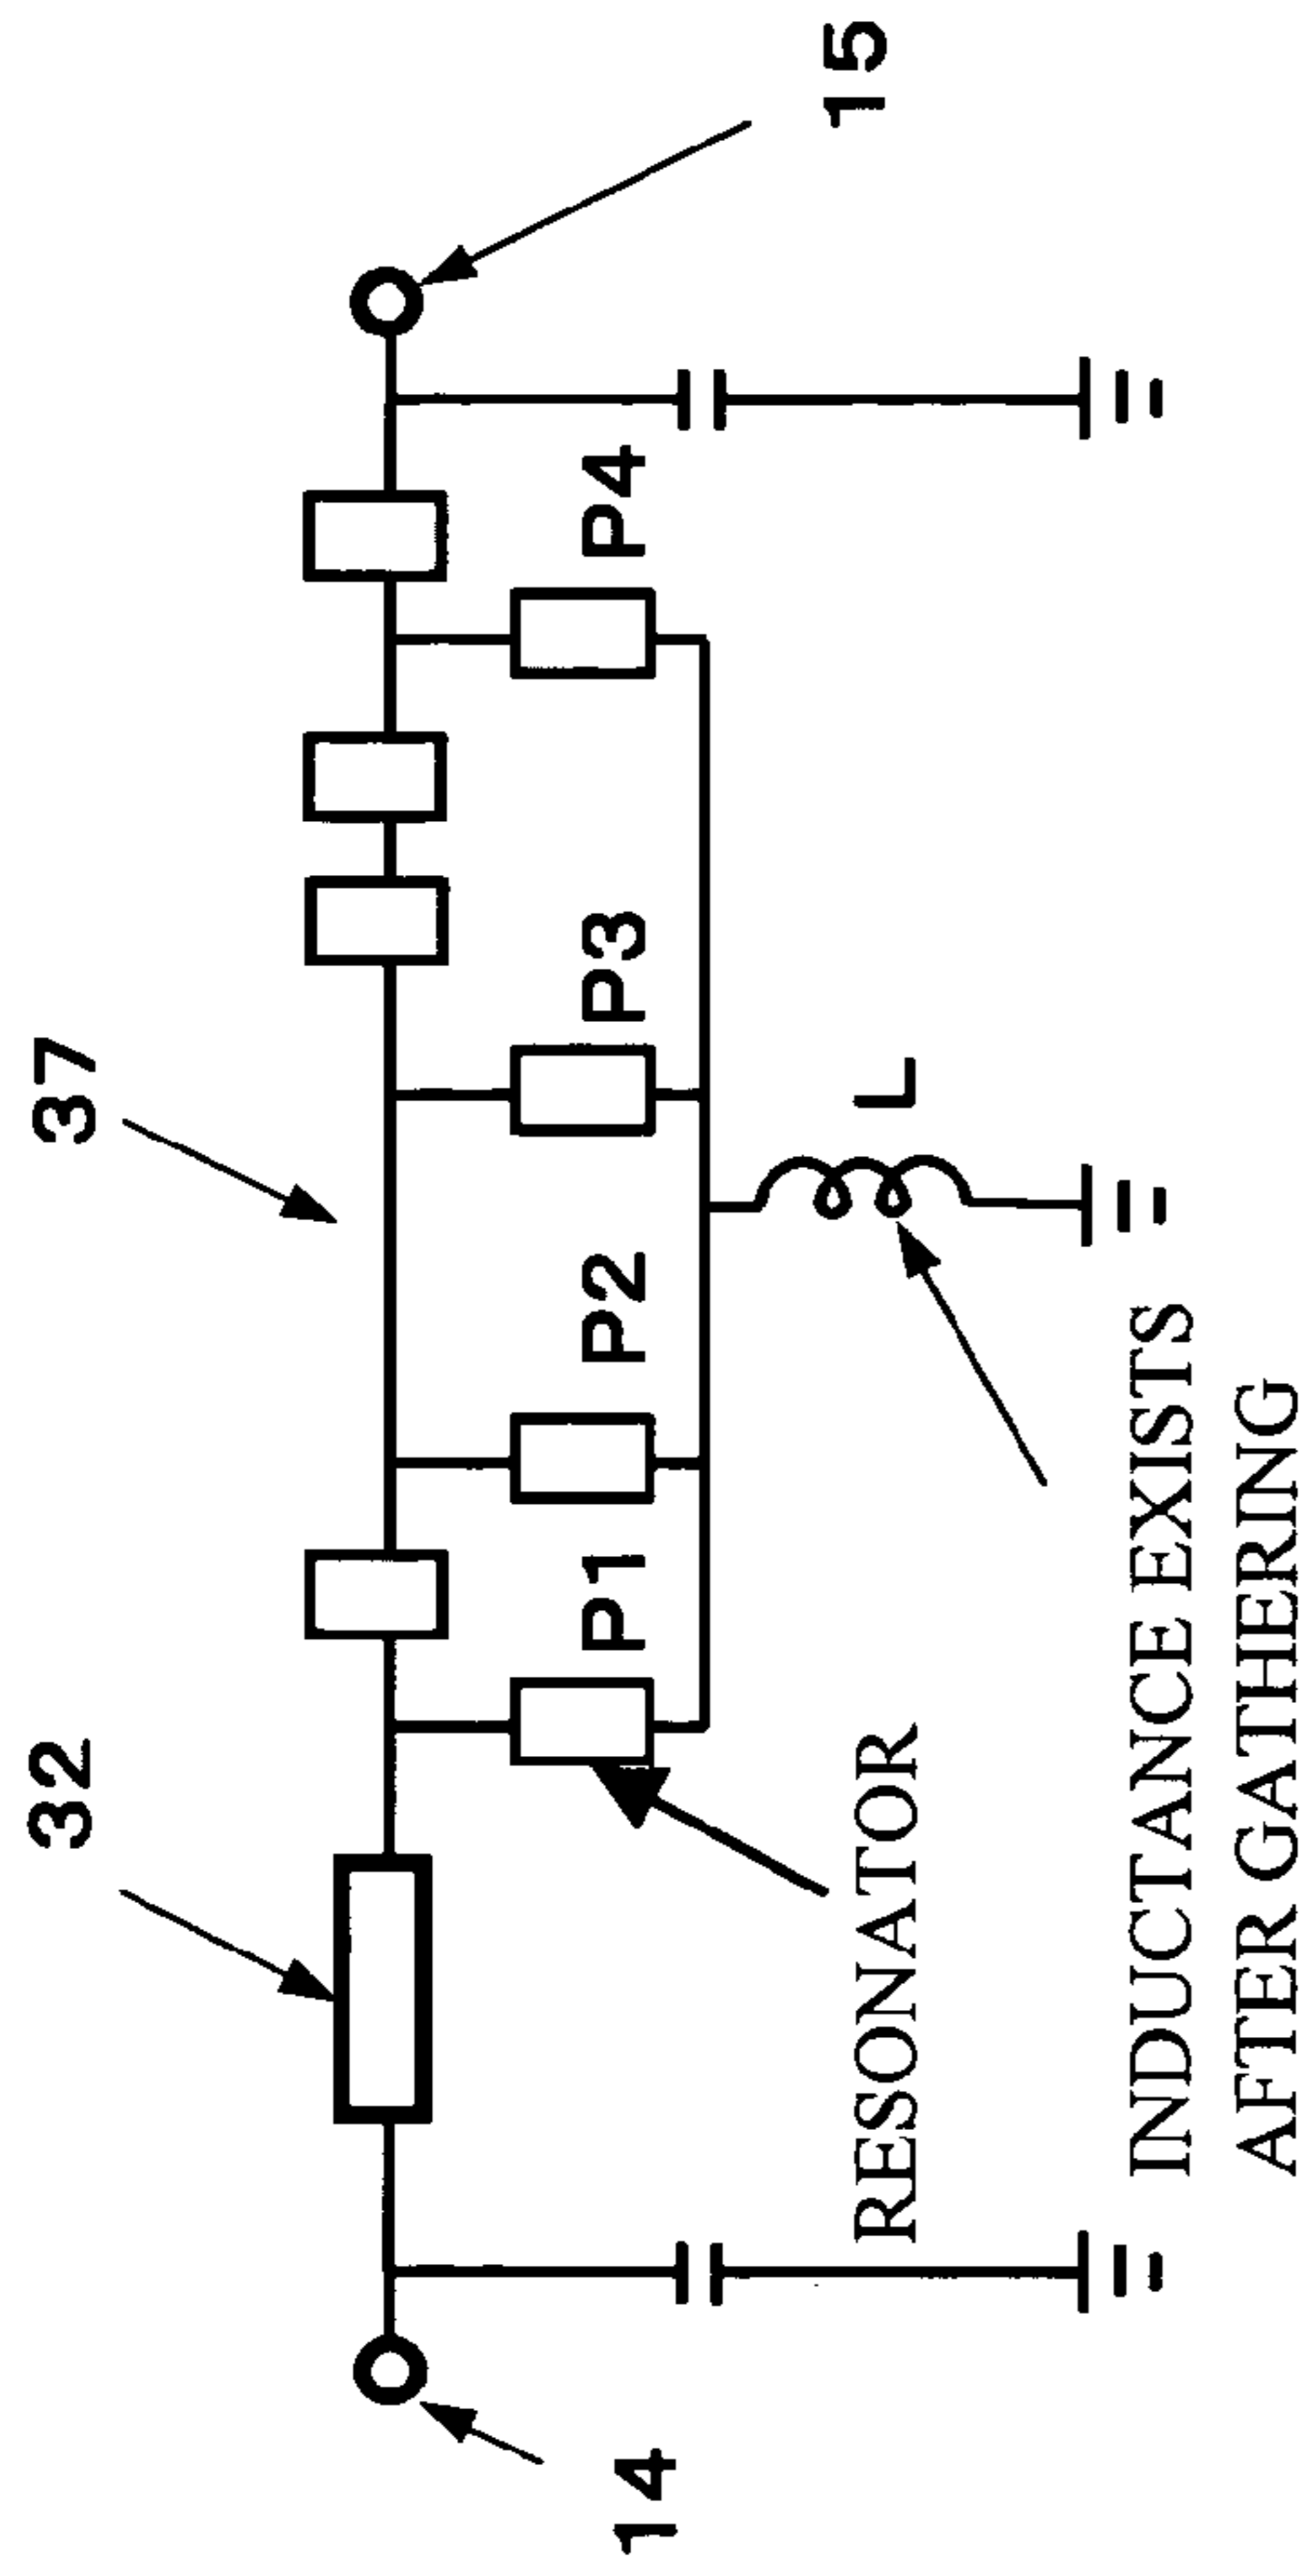 37
32
15
P1
P2
P3
P4
14
L
RESONATOR
INDUCTANCE EXISTS
AFTER GATHERING